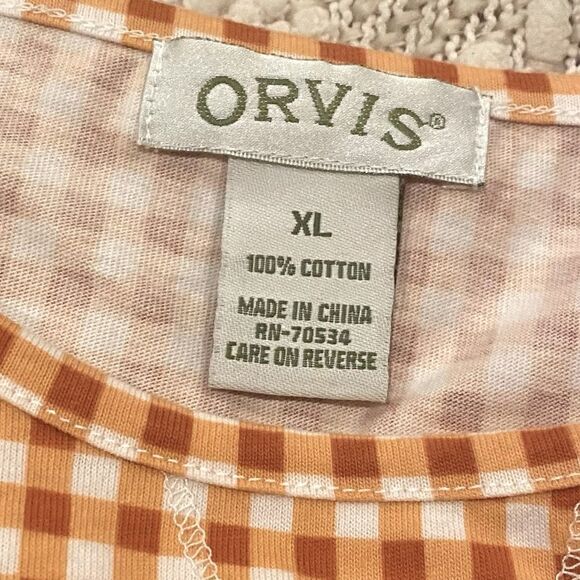 ORVIS®
XL
100% COTTON
MADE IN CHINA
RN-70534
CARE ON REVERSE